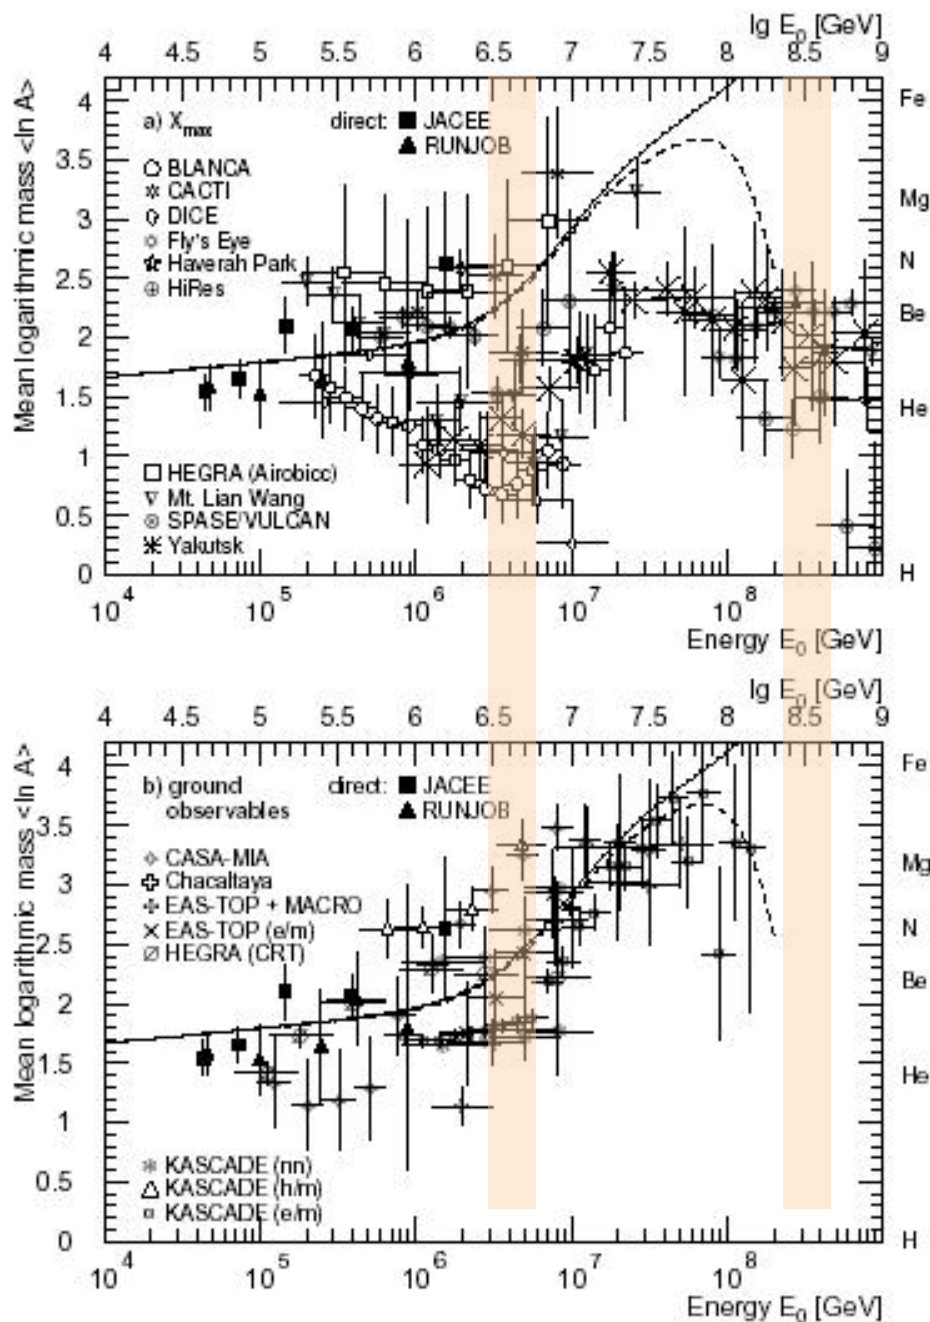 lg E0 [GeV]
4 4.5 5 5.5 6 6.5 7 7.5 8 8.5 9
Mean logarithmic mass <ln A>
4
3.5
3
2.5
2
1.5
1
0.5
0
a) Xmax
direct: ■ JACEE
▲ RUNJOB
BLANCA
CACTI
DICE
Fly's Eye
Haverah Park
HiRes
HEGRA (Airobicc)
Mt. Lian Wang
SPASE/VULCAN
Yakutsk
Fe
Mg
N
Be
He
H
10^4 10^5 10^6 10^7 10^8
Energy E0 [GeV]
lg E0 [GeV]
4 4.5 5 5.5 6 6.5 7 7.5 8 8.5 9
Mean logarithmic mass <ln A>
4
3.5
3
2.5
2
1.5
1
0.5
0
b) ground
observables
direct: ■ JACEE
▲ RUNJOB
CASA-MIA
Chacaltaya
EAS-TOP + MACRO
EAS-TOP (e/m)
HEGRA (CRT)
KASCADE (nn)
KASCADE (h/m)
KASCADE (e/m)
Fe
Mg
N
Be
He
H
10^4 10^5 10^6 10^7 10^8
Energy E0 [GeV]